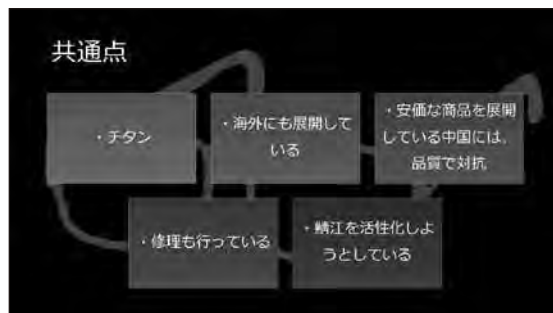 共通点
・チタン
・海外にも展開して
いる
・安価な商品を展開
している中国には、
品質で対抗
・修理も行っている
・鯖江を活性化しよ
うとしている